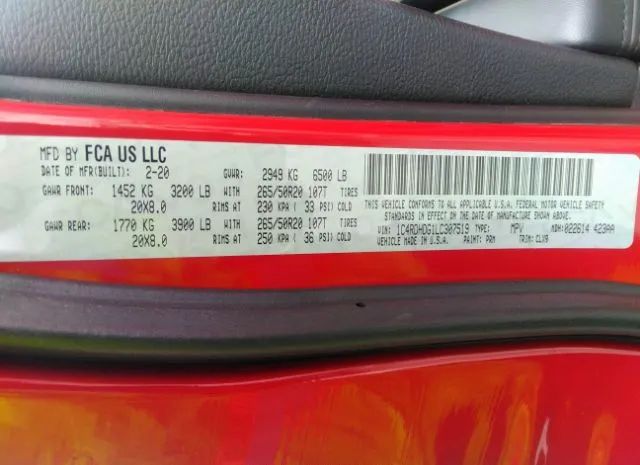 MFD BY FCA US LLC
DATE OF MFR(BUILT): 2-20 GVWR: 2949 KG 6500 LB
GAWR FRONT: 1452 KG 3200 LB WITH 265/50R20 107T TIRES
20X8.0 RIMS AT 230 KPA ( 33 PSI) COLD
GAWR REAR: 1770 KG 3900 LB WITH 265/50R20 107T TIRES
20X8.0 RIMS AT 250 KPA ( 36 PSI) COLD
THIS VEHICLE CONFORMS TO ALL APPLICABLE U.S.A. FEDERAL MOTOR VEHICLE SAFETY
STANDARDS IN EFFECT ON THE DATE OF MANUFACTURE SHOWN ABOVE.
VIN: 1C4RDHDG1LC307519 TYPE: MPV MDH: 022614 423AA
VEHICLE MADE IN U.S.A. PAINT: PRM TRIM: CLX9